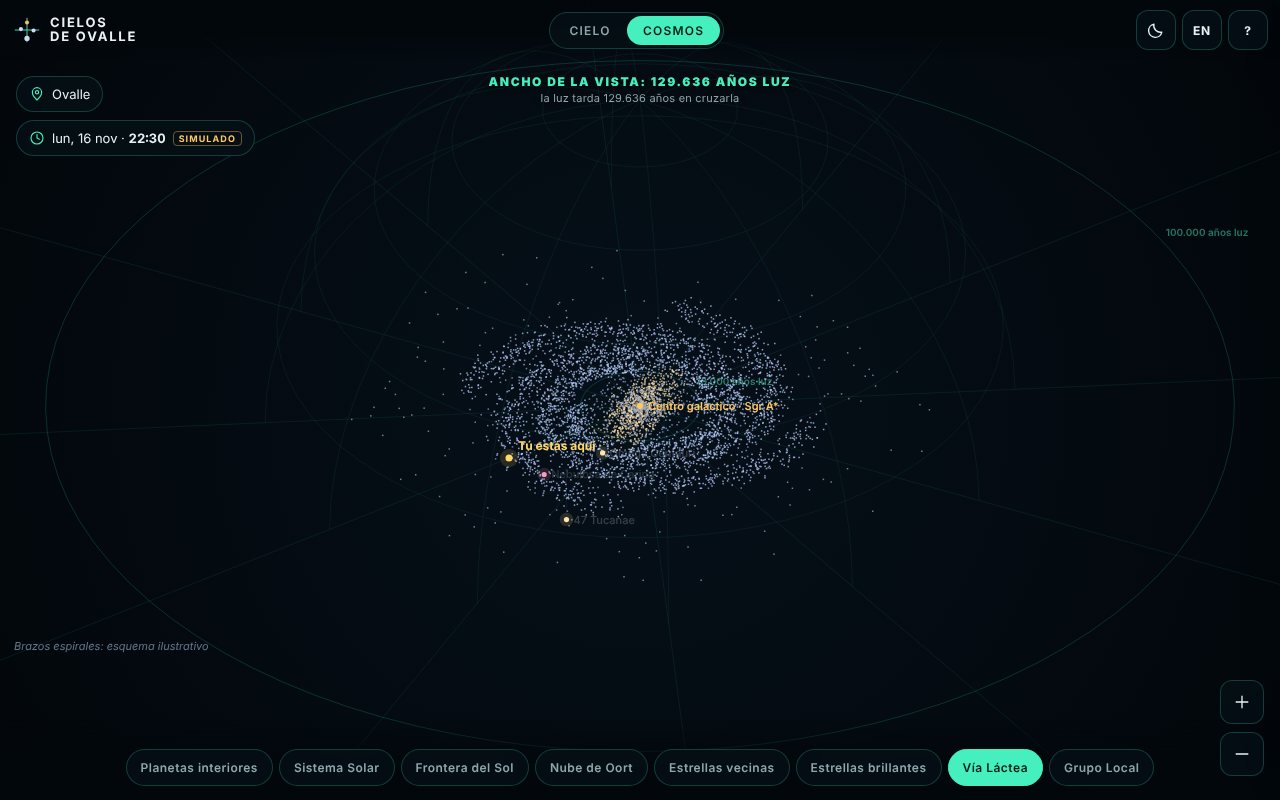 CIELOS
DE OVALLE
CIELO
COSMOS
EN
?
ANCHO DE LA VISTA: 129.636 AÑOS LUZ
la luz tarda 129.636 años en cruzarla
Ovalle
lun, 16 nov · 22:30 SIMULADO
100.000 años luz
Centro galáctico · Sgr A*
Tú estás aquí
47 Tucanae
Brazos espirales: esquema ilustrativo
+
−
Planetas interiores
Sistema Solar
Frontera del Sol
Nube de Oort
Estrellas vecinas
Estrellas brillantes
Vía Láctea
Grupo Local